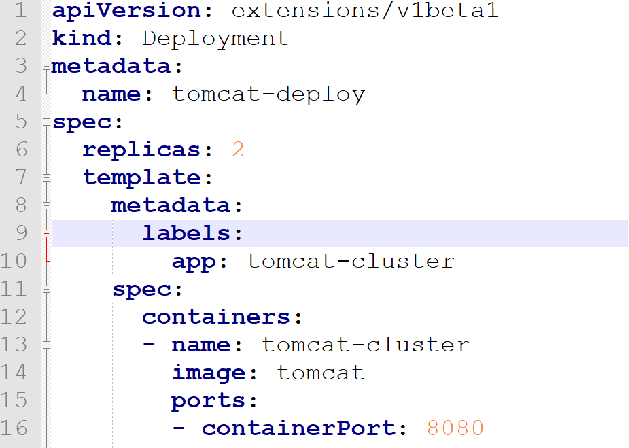 1 apiVersion: extensions/v1beta1
2 kind: Deployment
3 metadata:
4   name: tomcat-deploy
5 spec:
6   replicas: 2
7   template:
8     metadata:
9       labels:
10         app: tomcat-cluster
11     spec:
12       containers:
13       - name: tomcat-cluster
14         image: tomcat
15         ports:
16         - containerPort: 8080